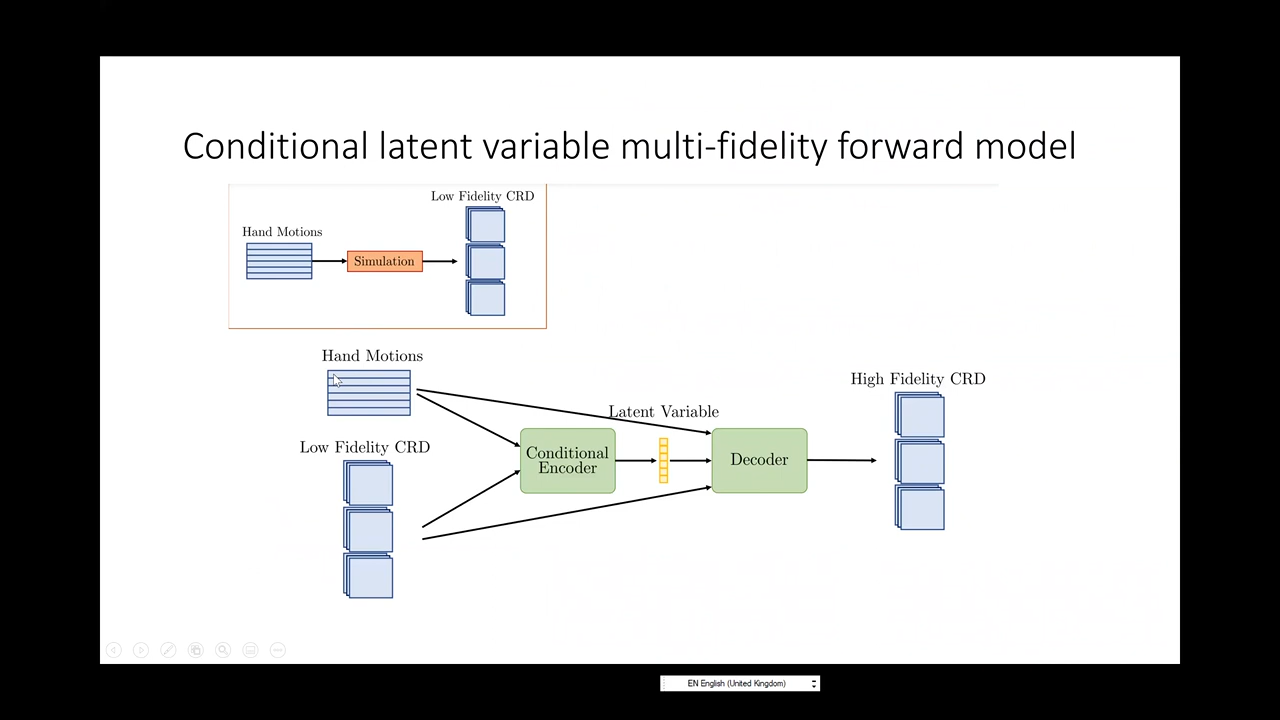 Conditional latent variable multi-fidelity forward model
Low Fidelity CRD
Hand Motions
Simulation
Hand Motions
High Fidelity CRD
Latent Variable
Low Fidelity CRD
Conditional
Encoder
Decoder
EN English (United Kingdom)